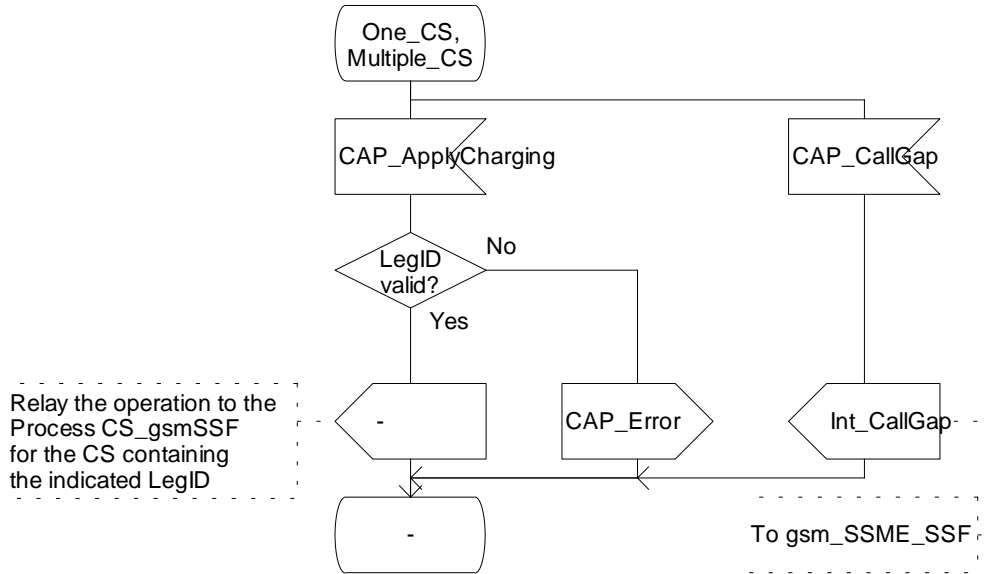 One_CS,
Multiple_CS
CAP_ApplyCharging
CAP_CallGap
LegID
valid?
No
Yes
Relay the operation to the
Process CS_gsmSSF
for the CS containing
the indicated LegID
-
CAP_Error
Int_CallGap
-
To gsm_SSME_SSF